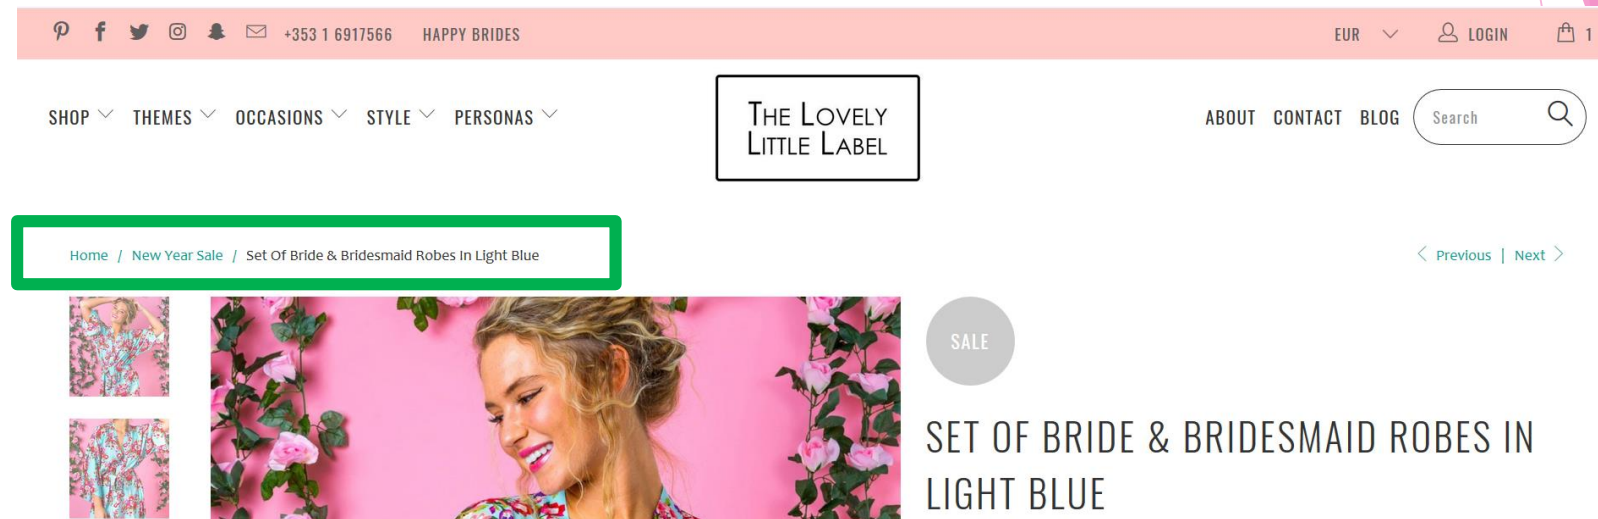 +353 1 6917566 HAPPY BRIDES EUR LOGIN 1
SHOP THEMES OCCASIONS STYLE PERSONAS
THE LOVELY
LITTLE LABEL
ABOUT CONTACT BLOG Search
Home / New Year Sale / Set Of Bride & Bridesmaid Robes In Light Blue
Previous | Next
SALE
SET OF BRIDE & BRIDESMAID ROBES IN
LIGHT BLUE